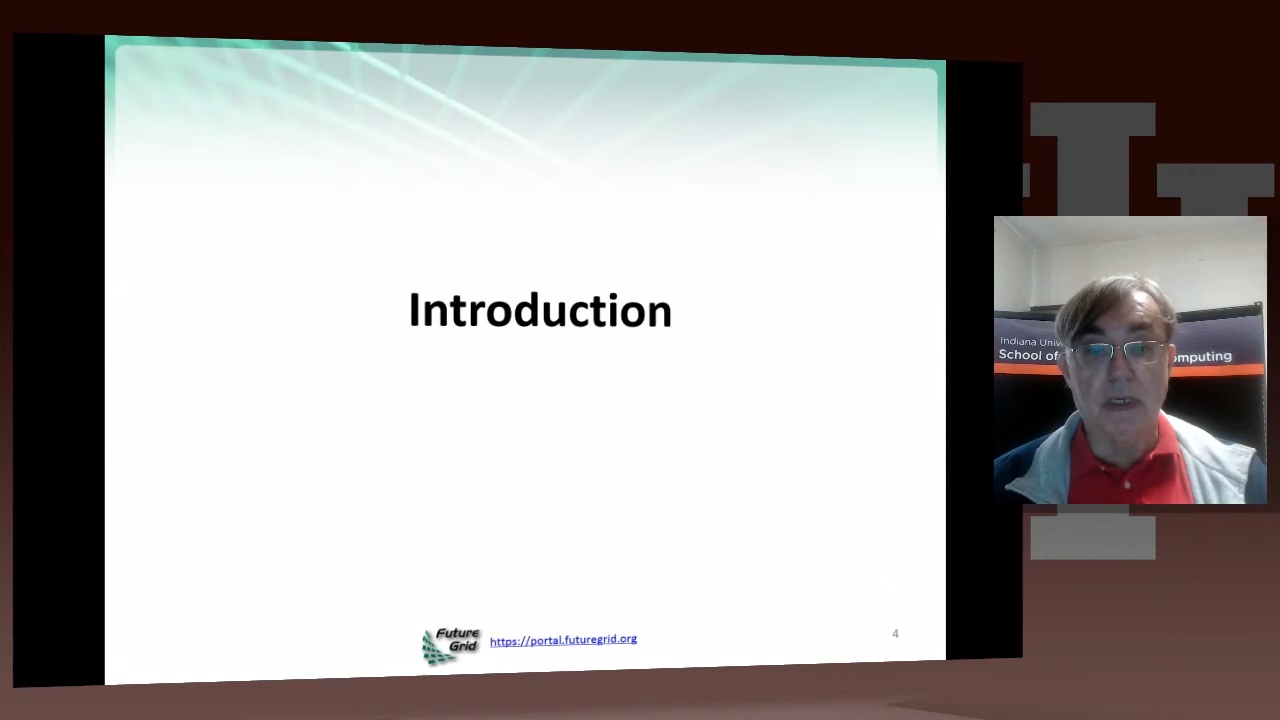 Introduction
Future
Grid
https://portal.futuregrid.org
4
Indiana Univ
School of
omputing